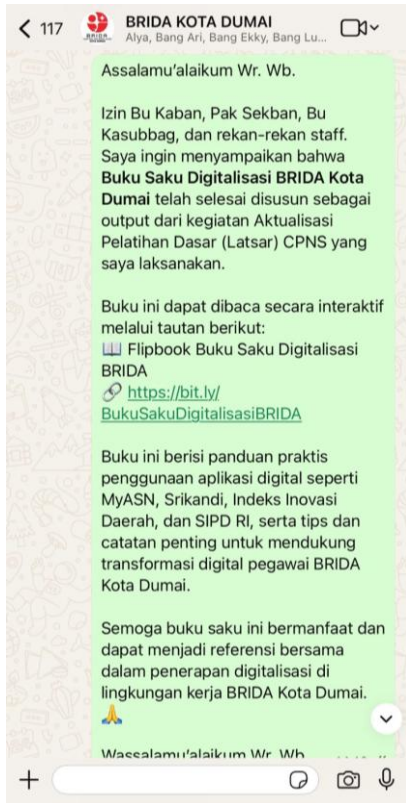 117
BRIDA KOTA DUMAI
Alya, Bang Ari, Bang Ekky, Bang Lu...
BRIDA
Assalamu’alaikum Wr. Wb.
Izin Bu Kaban, Pak Sekban, Bu
Kasubbag, dan rekan-rekan staff.
Saya ingin menyampaikan bahwa
Buku Saku Digitalisasi BRIDA Kota
Dumai telah selesai disusun sebagai
output dari kegiatan Aktualisasi
Pelatihan Dasar (Latsar) CPNS yang
saya laksanakan.
Buku ini dapat dibaca secara interaktif
melalui tautan berikut:
📖 Flipbook Buku Saku Digitalisasi
BRIDA
🔗 https://bit.ly/
BukuSakuDigitalisasiBRIDA
Buku ini berisi panduan praktis
penggunaan aplikasi digital seperti
MyASN, Srikandi, Indeks Inovasi
Daerah, dan SIPD RI, serta tips dan
catatan penting untuk mendukung
transformasi digital pegawai BRIDA
Kota Dumai.
Semoga buku saku ini bermanfaat dan
dapat menjadi referensi bersama
dalam penerapan digitalisasi di
lingkungan kerja BRIDA Kota Dumai.
🙏
Wassalamu’alaikum Wr. Wb.